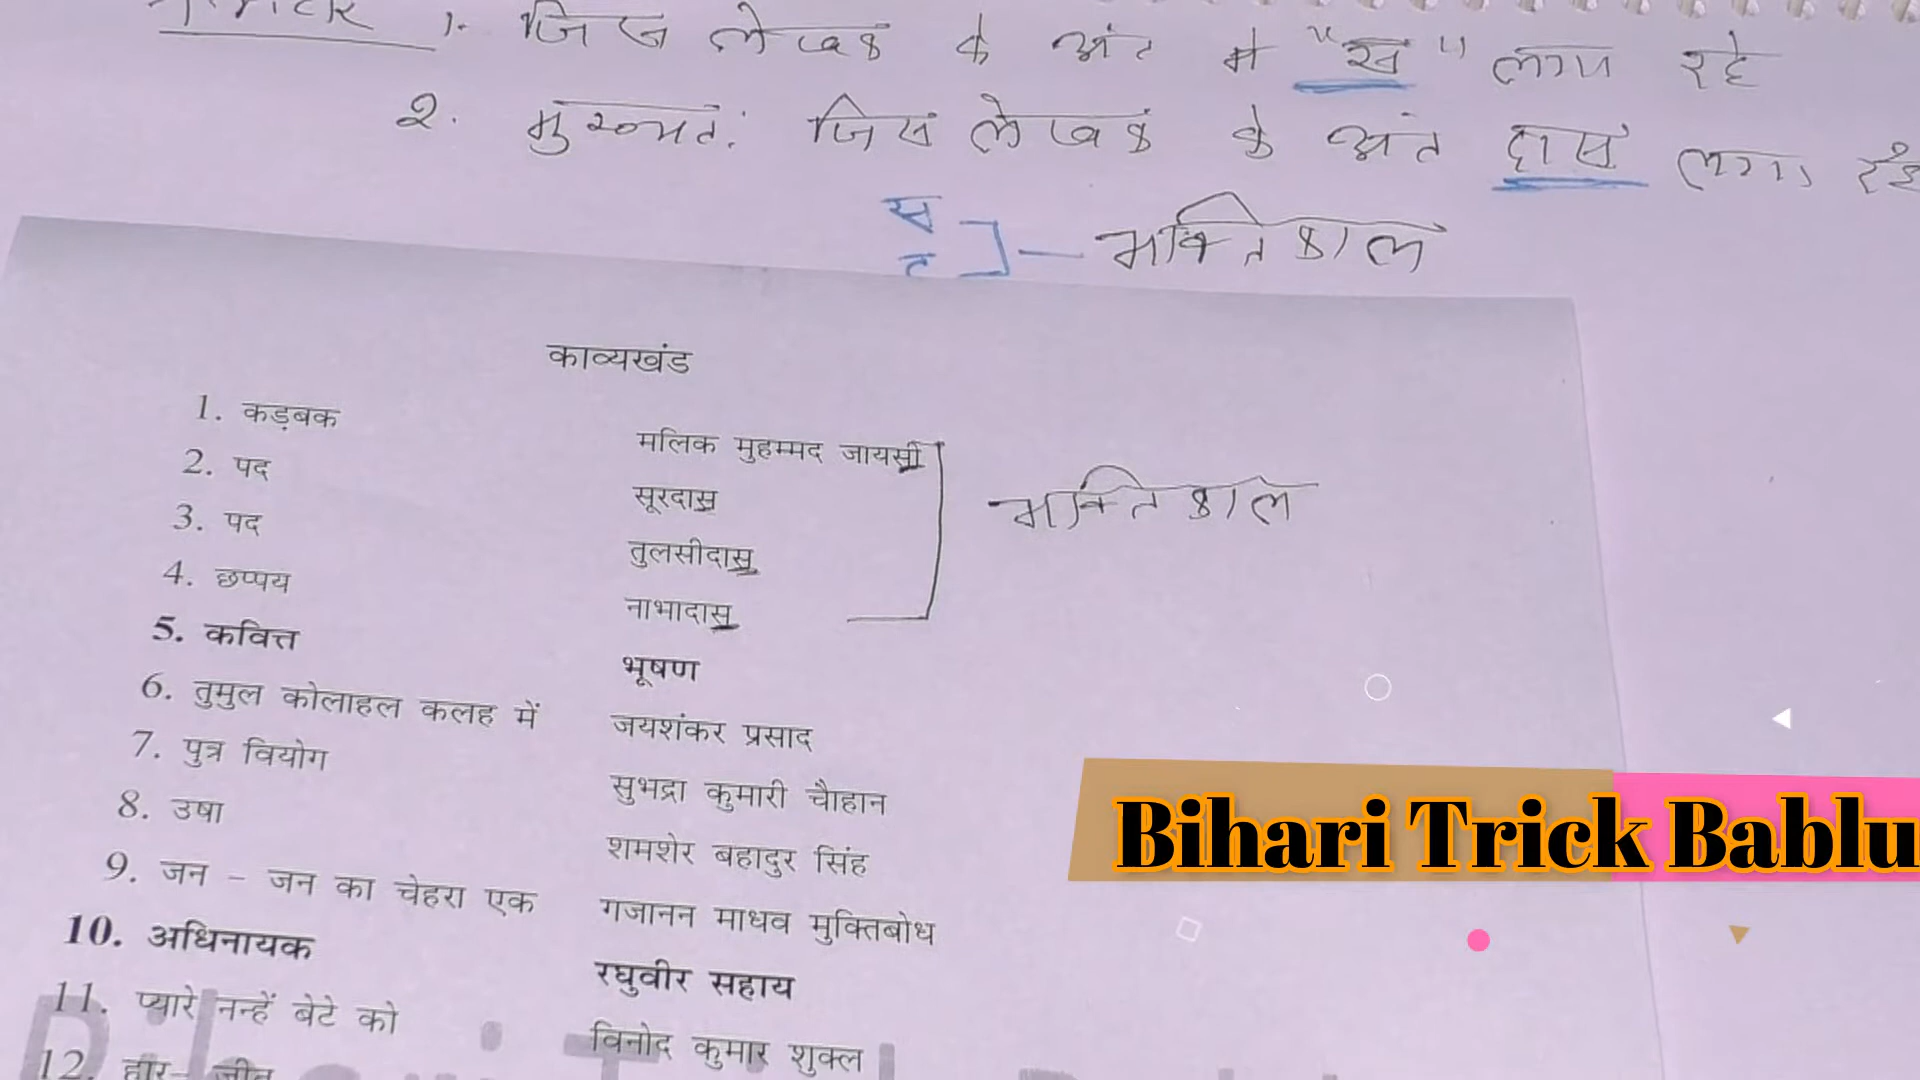 1. जिस लेखक के अंत में "स" लगा रहे
2. मुख्यतः जिस लेखक के अंत दास लगा रहे
स
त ] — भक्तिकाल
काव्यखंड
1. कड़बक मलिक मुहम्मद जायसी
2. पद सूरदास
भक्तिकाल
3. पद तुलसीदास
4. छप्पय नाभादास
5. कवित्त भूषण
6. तुमुल कोलाहल कलह में जयशंकर प्रसाद
7. पुत्र वियोग सुभद्रा कुमारी चौहान
8. उषा शमशेर बहादुर सिंह
9. जन - जन का चेहरा एक गजानन माधव मुक्तिबोध
10. अधिनायक रघुवीर सहाय
11. प्यारे नन्हें बेटे को विनोद कुमार शुक्ल
12. हार- जीत
Bihari Trick Bablu